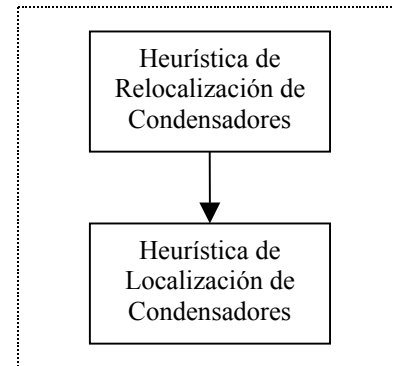 Heurística de
Relocalización de
Condensadores
Heurística de
Localización de
Condensadores